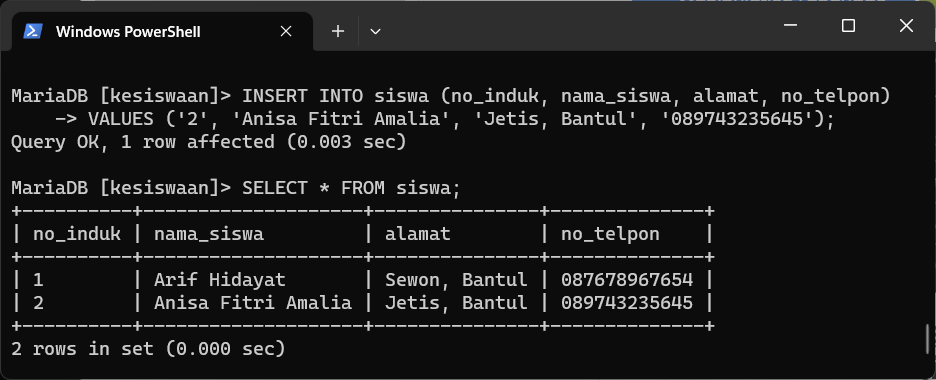 Windows PowerShell
MariaDB [kesiswaan]> INSERT INTO siswa (no_induk, nama_siswa, alamat, no_telpon)
    -> VALUES ('2', 'Anisa Fitri Amalia', 'Jetis, Bantul', '089743235645');
Query OK, 1 row affected (0.003 sec)
MariaDB [kesiswaan]> SELECT * FROM siswa;
+----------+--------------------+---------------+--------------+
| no_induk | nama_siswa         | alamat        | no_telpon    |
+----------+--------------------+---------------+--------------+
| 1        | Arif Hidayat       | Sewon, Bantul | 087678967654 |
| 2        | Anisa Fitri Amalia | Jetis, Bantul | 089743235645 |
+----------+--------------------+---------------+--------------+
2 rows in set (0.000 sec)